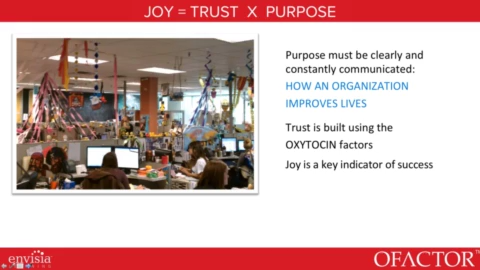 JOY = TRUST X PURPOSE
Purpose must be clearly and
constantly communicated:
HOW AN ORGANIZATION
IMPROVES LIVES
Trust is built using the
OXYTOCIN factors
Joy is a key indicator of success
envisia
OFACTOR™